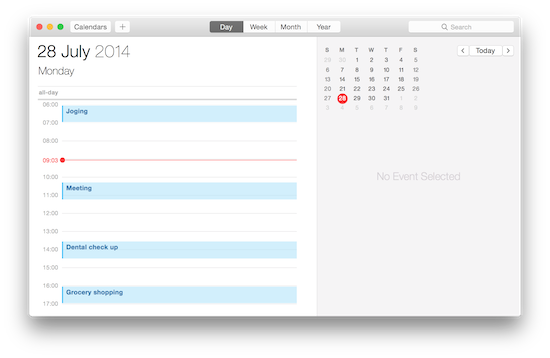 Calendars
+
Day Week Month Year
Search
28 July 2014
Monday
all-day
06:00
Joging
07:00
08:00
09:03
10:00
Meeting
11:00
12:00
13:00
Dental check up
14:00
15:00
16:00
Grocery shopping
17:00
S M T W T F S
29 30 1 2 3 4 5
6 7 8 9 10 11 12
13 14 15 16 17 18 19
20 21 22 23 24 25 26
27 28 29 30 31 1 2
3 4 5 6 7 8 9
Today
No Event Selected